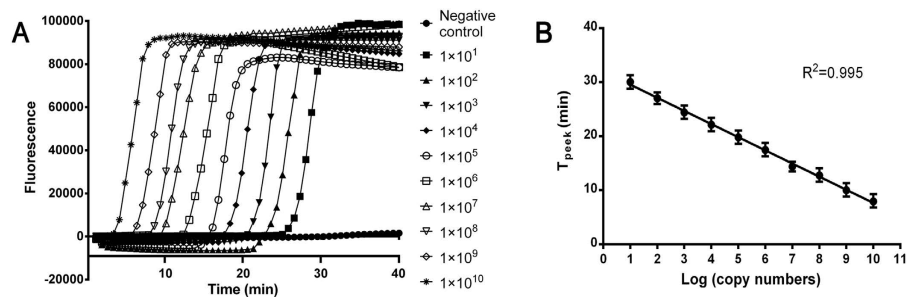 A
Fluorescence
100000
80000
60000
40000
20000
0
-20000
10
20
30
40
Time (min)
Negative
control
1×10¹
1×10²
1×10³
1×10⁴
1×10⁵
1×10⁶
1×10⁷
1×10⁸
1×10⁹
1×10¹⁰
B
R²=0.995
Tpeek (min)
40
30
20
10
0
0 1 2 3 4 5 6 7 8 9 10 11
Log (copy numbers)